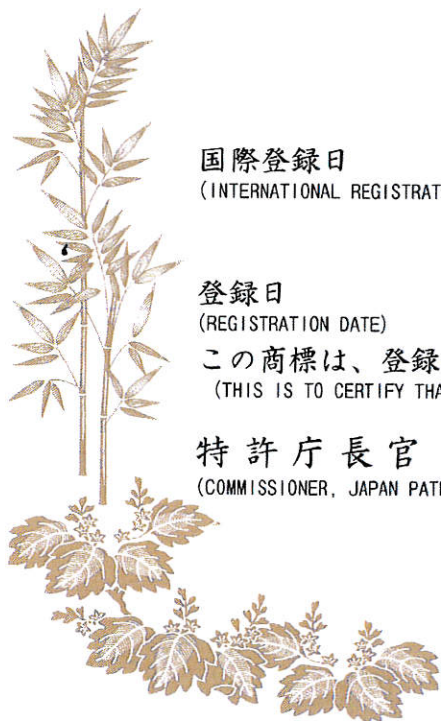 国際登録日
(INTERNATIONAL REGISTRAT
登録日
(REGISTRATION DATE)
この商標は、登録
(THIS IS TO CERTIFY THA
特許庁長官
(COMMISSIONER, JAPAN PAT